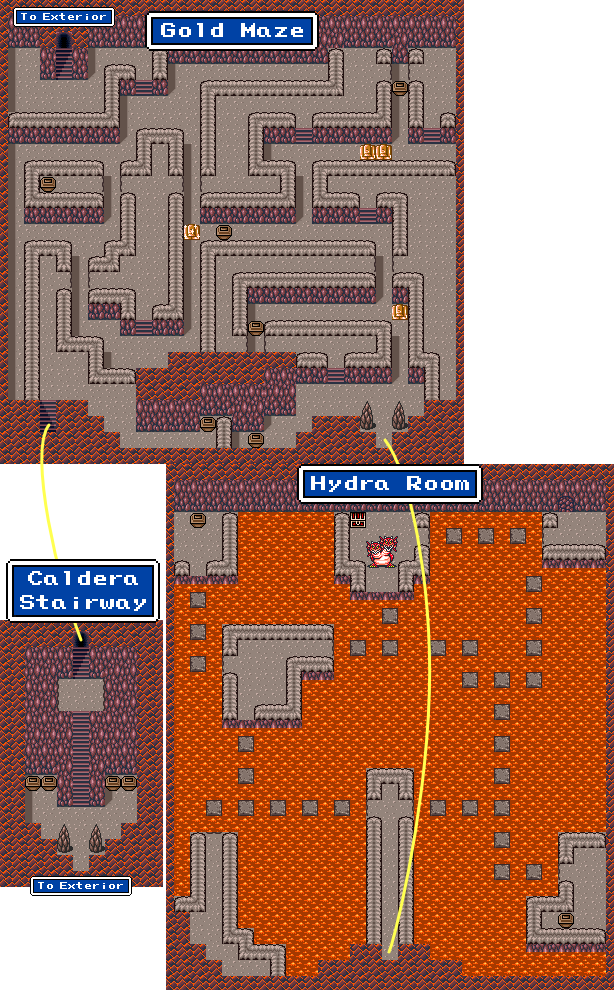 To Exterior
Gold Maze
Hydra Room
Caldera
Stairway
To Exterior